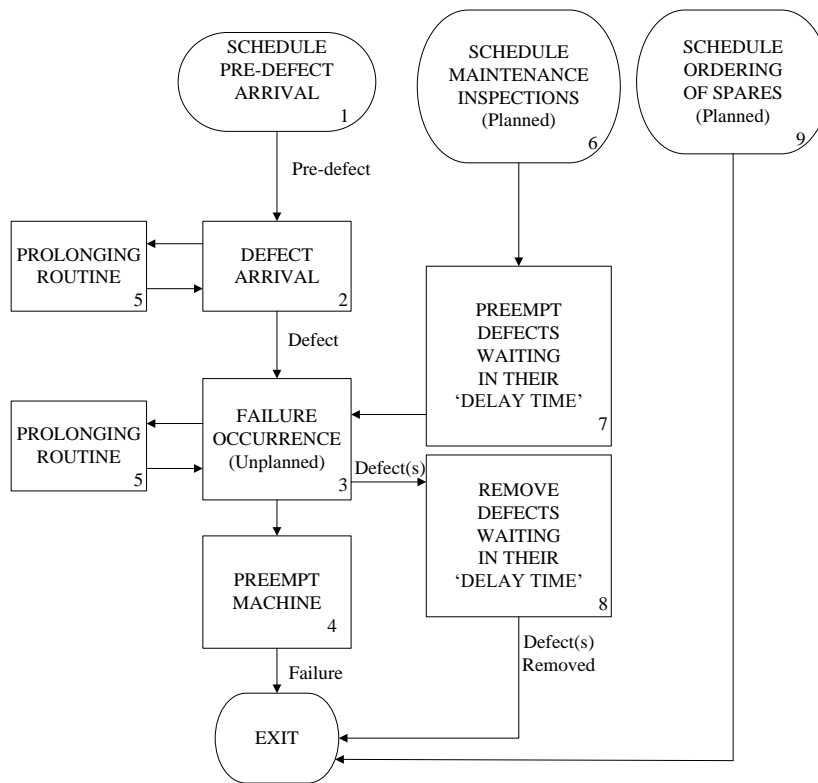 SCHEDULE
PRE-DEFECT
ARRIVAL
1
SCHEDULE
MAINTENANCE
INSPECTIONS
(Planned)
6
SCHEDULE
ORDERING
OF SPARES
(Planned)
9
Pre-defect
PROLONGING
ROUTINE
5
DEFECT
ARRIVAL
2
PREEMPT
DEFECTS
WAITING
IN THEIR
‘DELAY TIME’
7
Defect
PROLONGING
ROUTINE
5
FAILURE
OCCURRENCE
(Unplanned)
3
Defect(s)
REMOVE
DEFECTS
WAITING
IN THEIR
‘DELAY TIME’
8
PREEMPT
MACHINE
4
Defect(s)
Removed
Failure
EXIT